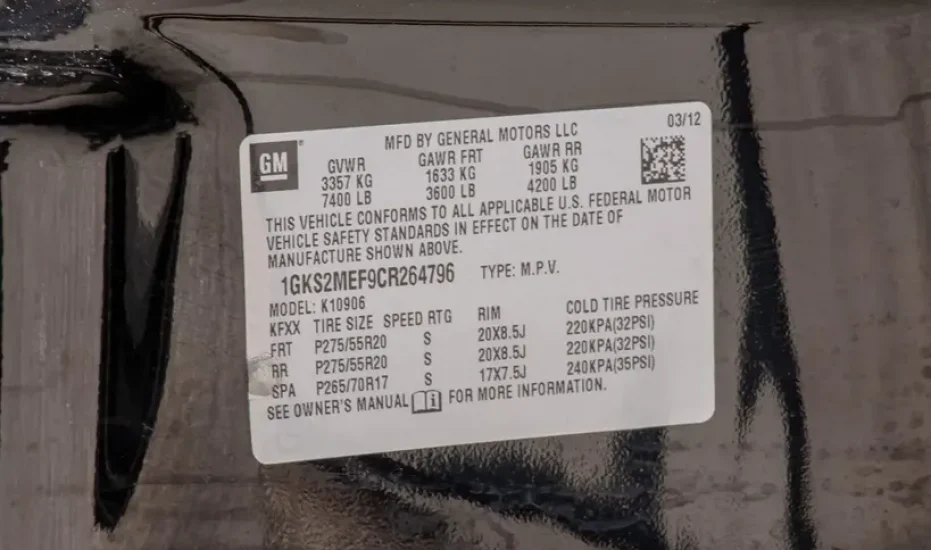 MFD BY GENERAL MOTORS LLC 03/12
GM
GVWR GAWR FRT GAWR RR
3357 KG 1633 KG 1905 KG
7400 LB 3600 LB 4200 LB
THIS VEHICLE CONFORMS TO ALL APPLICABLE U.S. FEDERAL MOTOR
VEHICLE SAFETY STANDARDS IN EFFECT ON THE DATE OF
MANUFACTURE SHOWN ABOVE.
1GKS2MEF9CR264796 TYPE: M.P.V.
MODEL: K10906
KFXX TIRE SIZE SPEED RTG RIM COLD TIRE PRESSURE
FRT P275/55R20 S 20X8.5J 220KPA(32PSI)
RR P275/55R20 S 20X8.5J 220KPA(32PSI)
SPA P265/70R17 S 17X7.5J 240KPA(35PSI)
SEE OWNER'S MANUAL FOR MORE INFORMATION.